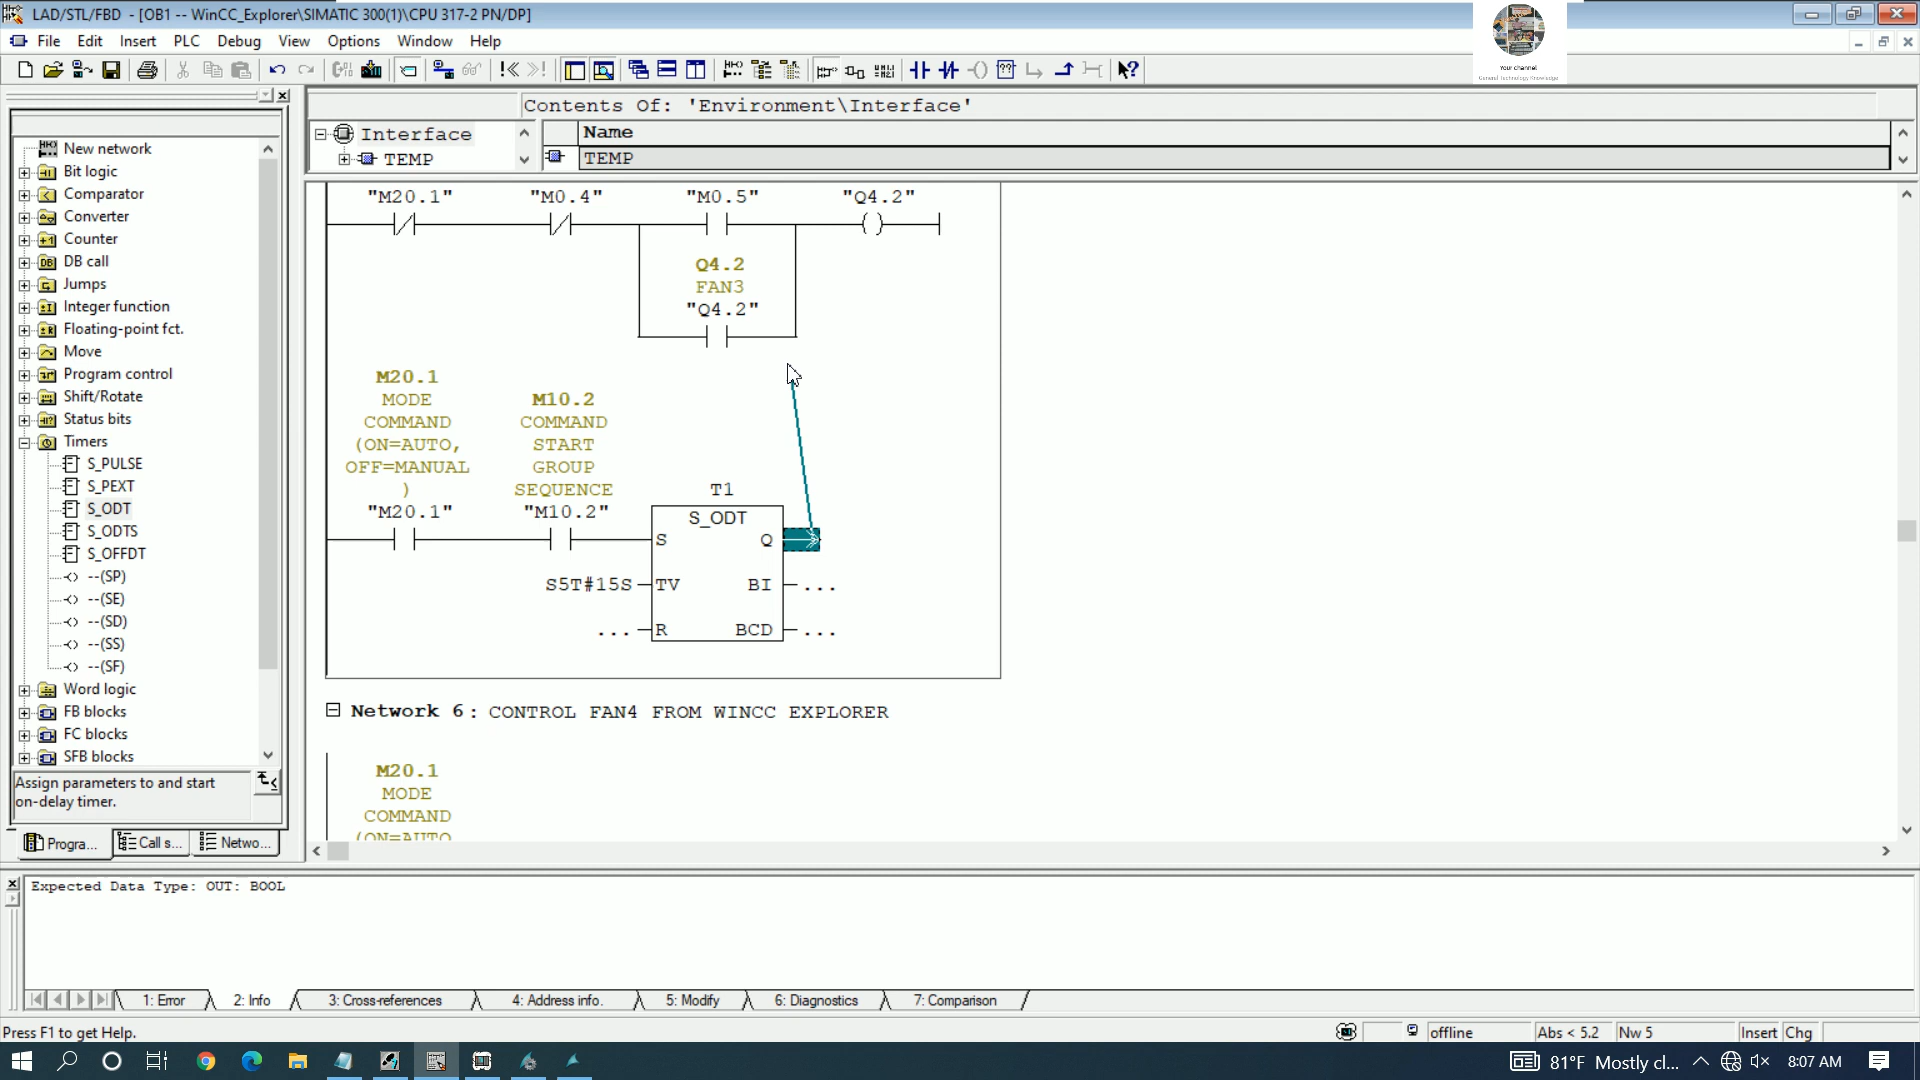 LAD/STL/FBD - [OB1 -- WinCC_Explorer\SIMATIC 300(1)\CPU 317-2 PN/DP]
Your channel
General Technology Knowledge
File Edit Insert PLC Debug View Options Window Help
Contents Of: 'Environment\Interface'
Interface
TEMP
Name
TEMP
New network
Bit logic
Comparator
Converter
Counter
DB call
Jumps
Integer function
Floating-point fct.
Move
Program control
Shift/Rotate
Status bits
Timers
S_PULSE
S_PEXT
S_ODT
S_ODTS
S_OFFDT
--(SP)
--(SE)
--(SD)
--(SS)
--(SF)
Word logic
FB blocks
FC blocks
SFB blocks
Assign parameters to and start
on-delay timer.
Progra... Call s... Netwo...
"M20.1" "M0.4" "M0.5" "Q4.2"
Q4.2
FAN3
"Q4.2"
M20.1
MODE
COMMAND
(ON=AUTO,
OFF=MANUAL
)
"M20.1"
M10.2
COMMAND
START
GROUP
SEQUENCE
"M10.2"
T1
S_ODT
S Q
S5T#15S TV BI ...
... R BCD ...
Network 6: CONTROL FAN4 FROM WINCC EXPLORER
M20.1
MODE
COMMAND
(ON=AUTO
Expected Data Type: OUT: BOOL
1: Error 2: Info 3: Cross-references 4: Address info. 5: Modify 6: Diagnostics 7: Comparison
Press F1 to get Help.
offline Abs < 5.2 Nw 5 Insert Chg
81°F Mostly cl... 8:07 AM